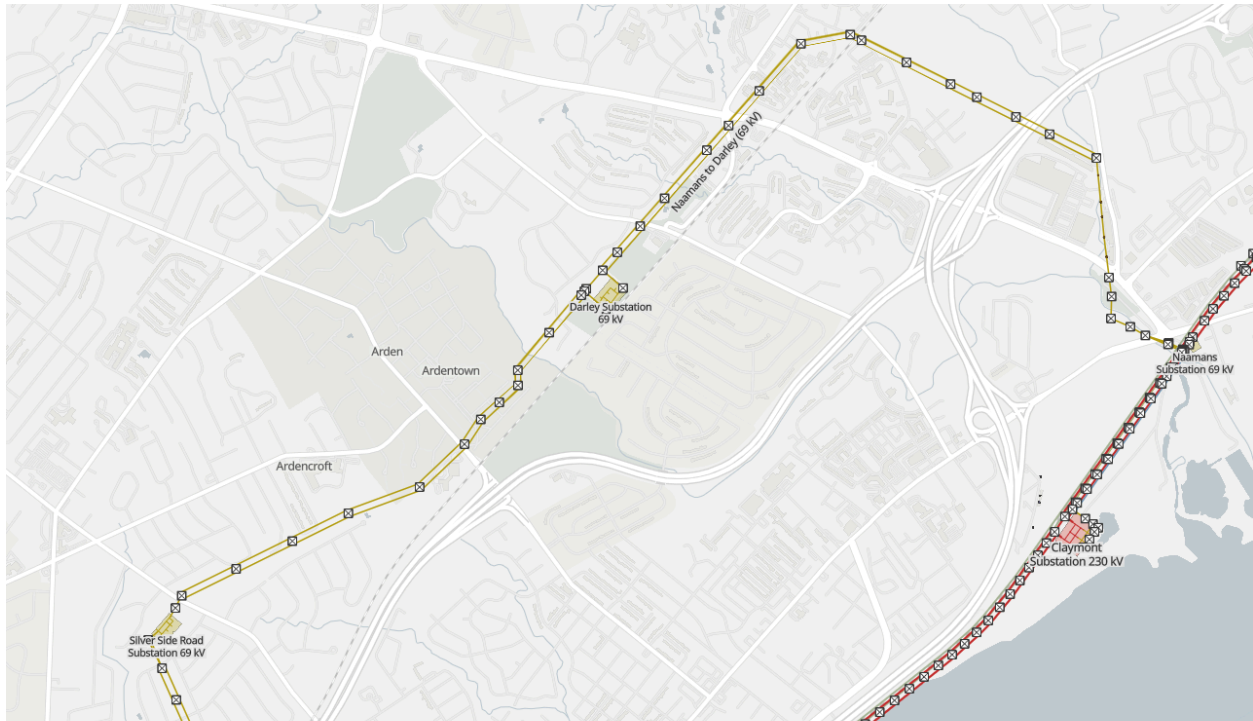 Naamans to Darley (69 kV)
Darley Substation
69 kV
Arden
Ardentown
Naamans
Substation 69 kV
Ardencroft
Claymont
Substation 230 kV
Silver Side Road
Substation 69 kV